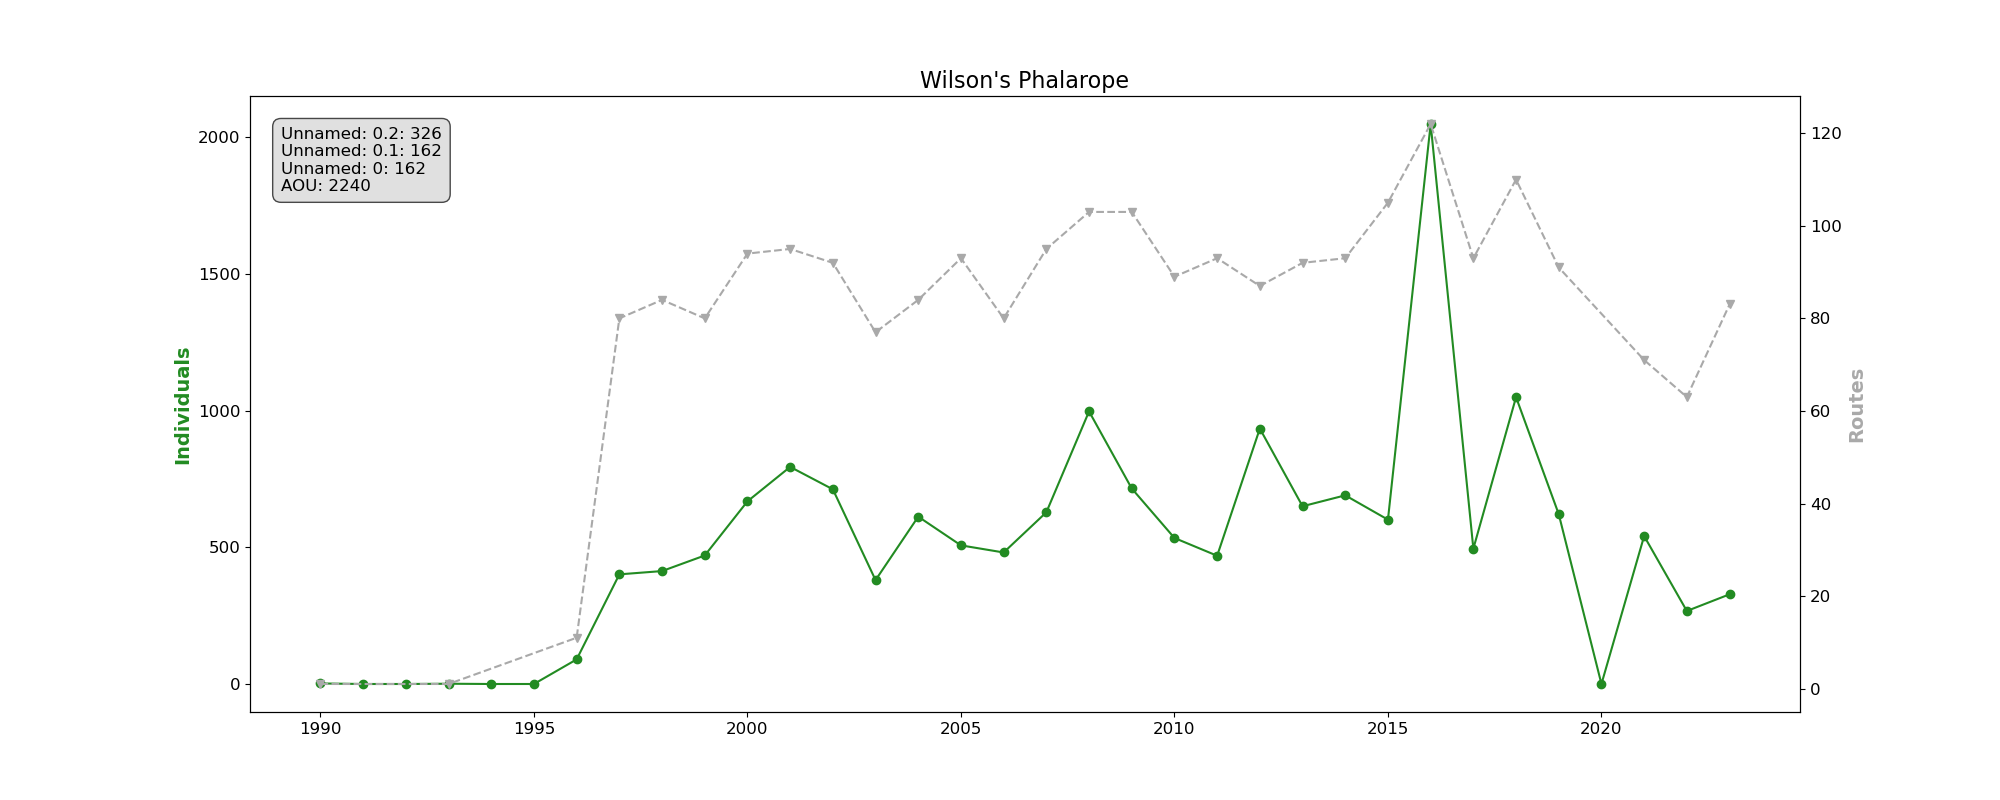 Wilson's Phalarope
Unnamed: 0.2: 326
Unnamed: 0.1: 162
Unnamed: 0: 162
AOU: 2240
2000
1500
1000
500
0
Individuals
120
100
80
60
40
20
0
Routes
1990 1995 2000 2005 2010 2015 2020